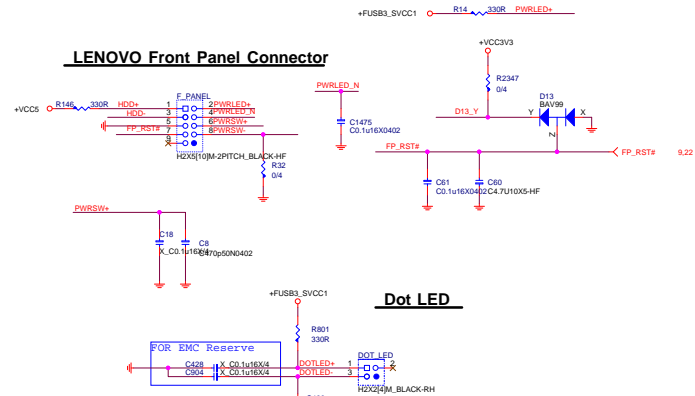 +FUSB3_SVCC1 R14 330R PWRLED+
LENOVO Front Panel Connector
+VCC3V3
R2347
0/4
D13
BAV99
D13_Y Y X
Z
F_PANEL
+VCC5 R146 330R HDD+ 1 2 PWRLED+
HDD- 3 4 PWRLED_N
5 6 PWRSW+
FP_RST# 7 8 PWRSW-
9
H2X5[10]M-2PITCH_BLACK-HF
R32
0/4
PWRLED_N
C1475
C0.1u16X0402
FP_RST# FP_RST# 9,22
C61
C0.1u16X0402
C60
C4.7U10X5-HF
PWRSW+
C18
X_C0.1u16X/4
C8
C470p50N0402
+FUSB3_SVCC1
Dot LED
R801
330R
FOR EMC Reserve
DOT_LED
C428 X_C0.1u16X/4 DOTLED+ 1 2
C904 X_C0.1u16X/4 DOTLED- 3
H2X2[4]M_BLACK-RH